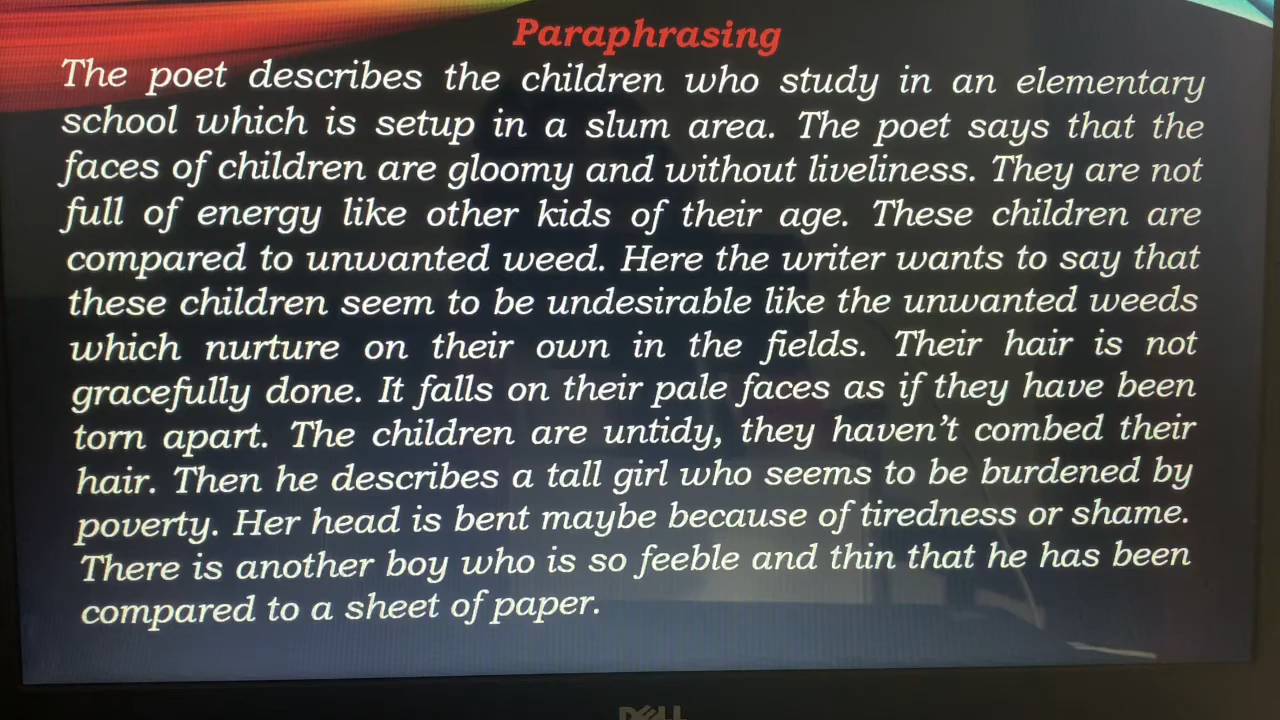 Paraphrasing
The poet describes the children who study in an elementary
school which is setup in a slum area. The poet says that the
faces of children are gloomy and without liveliness. They are not
full of energy like other kids of their age. These children are
compared to unwanted weed. Here the writer wants to say that
these children seem to be undesirable like the unwanted weeds
which nurture on their own in the fields. Their hair is not
gracefully done. It falls on their pale faces as if they have been
torn apart. The children are untidy, they haven't combed their
hair. Then he describes a tall girl who seems to be burdened by
poverty. Her head is bent maybe because of tiredness or shame.
There is another boy who is so feeble and thin that he has been
compared to a sheet of paper.
DELL